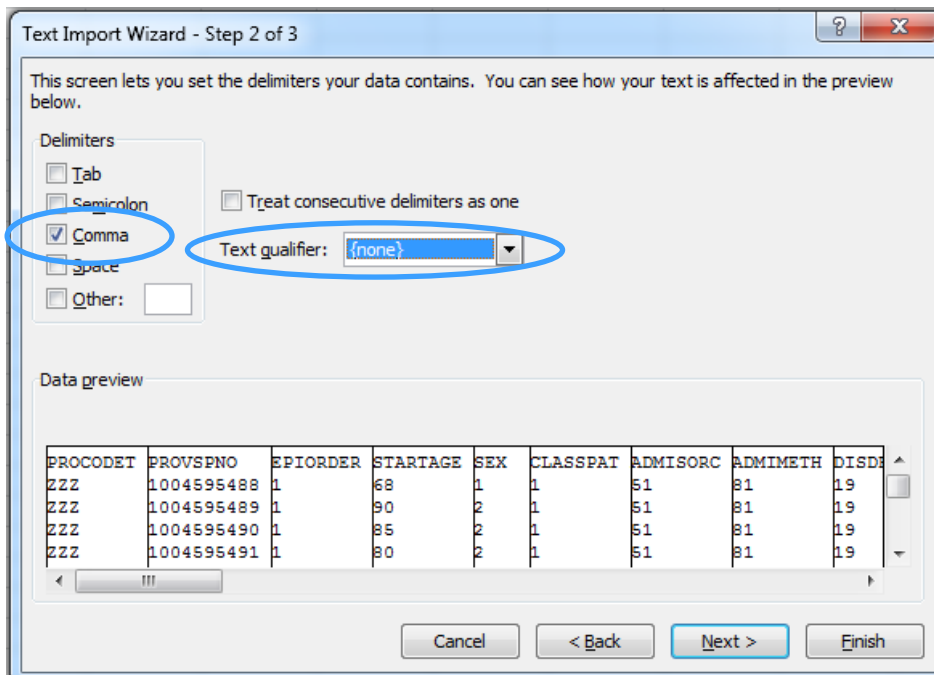 Text Import Wizard - Step 2 of 3
This screen lets you set the delimiters your data contains. You can see how your text is affected in the preview
below.
Delimiters
Tab
Semicolon
Treat consecutive delimiters as one
Comma
Text qualifier: {none}
Space
Other:
Data preview
PROCODET PROVSPNO EPIORDER STARTAGE SEX CLASSPAT ADMISORC ADMIMETH
ZZZ 1004595488 1 68 1 1 51 81 19
ZZZ 1004595489 1 90 2 1 51 81 19
ZZZ 1004595490 1 85 2 1 51 81 19
ZZZ 1004595491 1 80 2 1 51 81 19
Cancel < Back Next > Finish